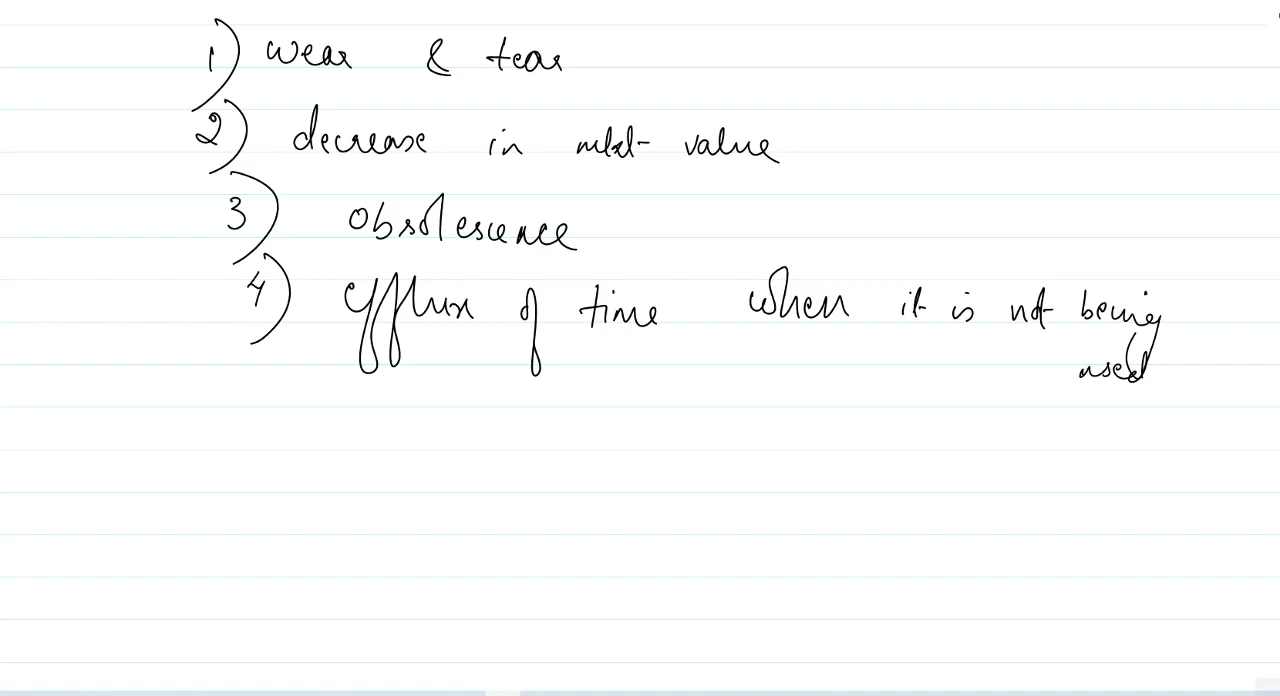 1) wear & tear
2) decrease in mkt value
3) obsolescence
4) efflux of time when it is not being
used